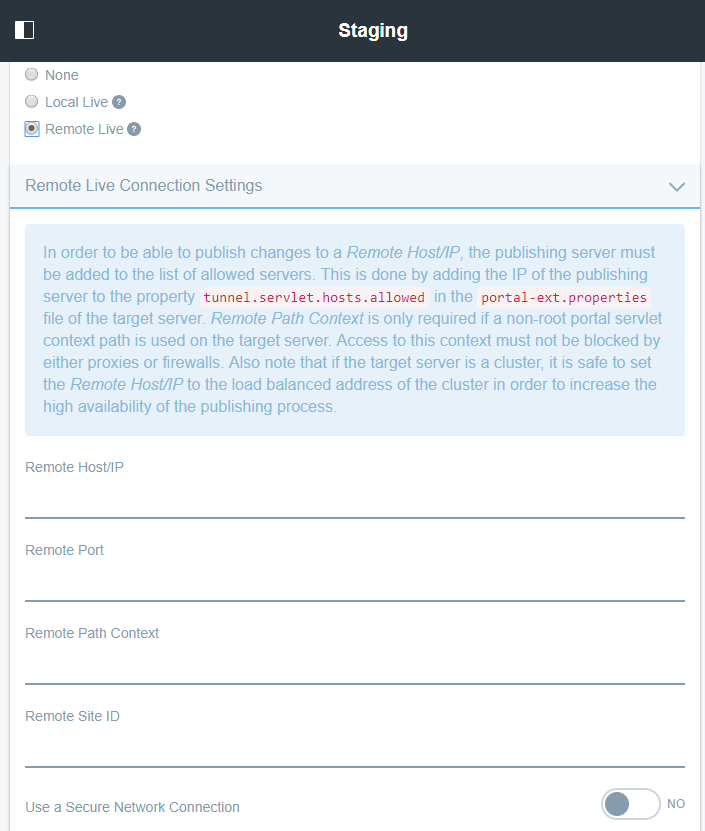 Staging
None
Local Live ?
Remote Live ?
Remote Live Connection Settings
In order to be able to publish changes to a Remote Host/IP, the publishing server must
be added to the list of allowed servers. This is done by adding the IP of the publishing
server to the property tunnel.servlet.hosts.allowed in the portal-ext.properties
file of the target server. Remote Path Context is only required if a non-root portal servlet
context path is used on the target server. Access to this context must not be blocked by
either proxies or firewalls. Also note that if the target server is a cluster, it is safe to set
the Remote Host/IP to the load balanced address of the cluster in order to increase the
high availability of the publishing process.
Remote Host/IP
Remote Port
Remote Path Context
Remote Site ID
Use a Secure Network Connection NO